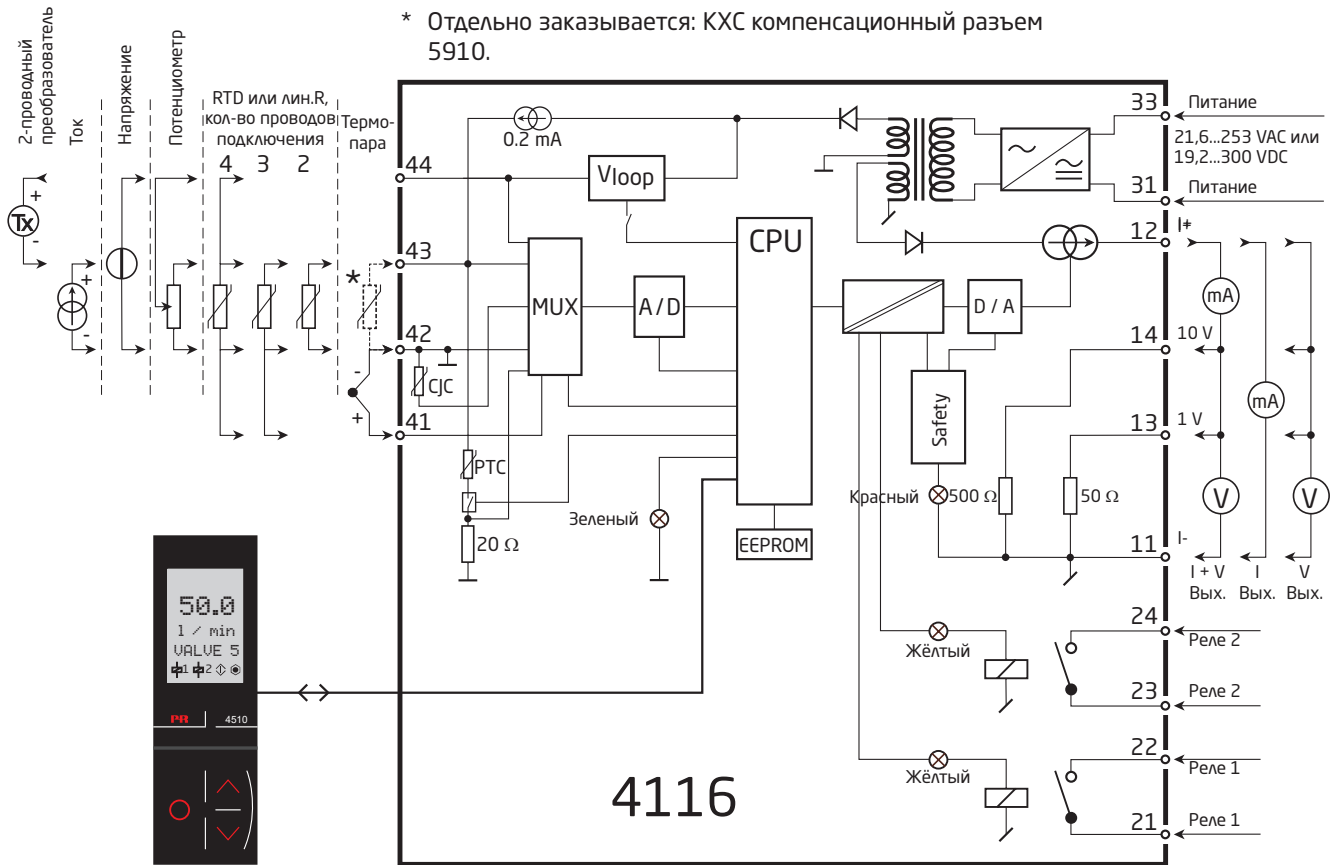 * Отдельно заказывается: KXC компенсационный разъем
5910.
2-проводный
преобразователь
Ток
Напряжение
Потенциометр
RTD или лин.R,
кол-во проводов
подключения
4 3 2
Термо-
пара
Tx
+
-
+
-
*
-
+
44
43
42
41
0.2 mA
Vloop
MUX
A/D
CPU
EEPROM
CJC
PTC
20 Ω
Зеленый
D / A
Safety
Красный
500 Ω
50 Ω
33 Питание
21,6...253 VAC или
19,2...300 VDC
31 Питание
12 I+
14 10 V
13 1 V
11 I-
mA
mA
V
V
I + V
Вых.
I
Вых.
V
Вых.
24 Реле 2
Жёлтый
23 Реле 2
22 Реле 1
Жёлтый
21 Реле 1
4116
50.0
l / min
VALVE 5
1 2
PR 4510